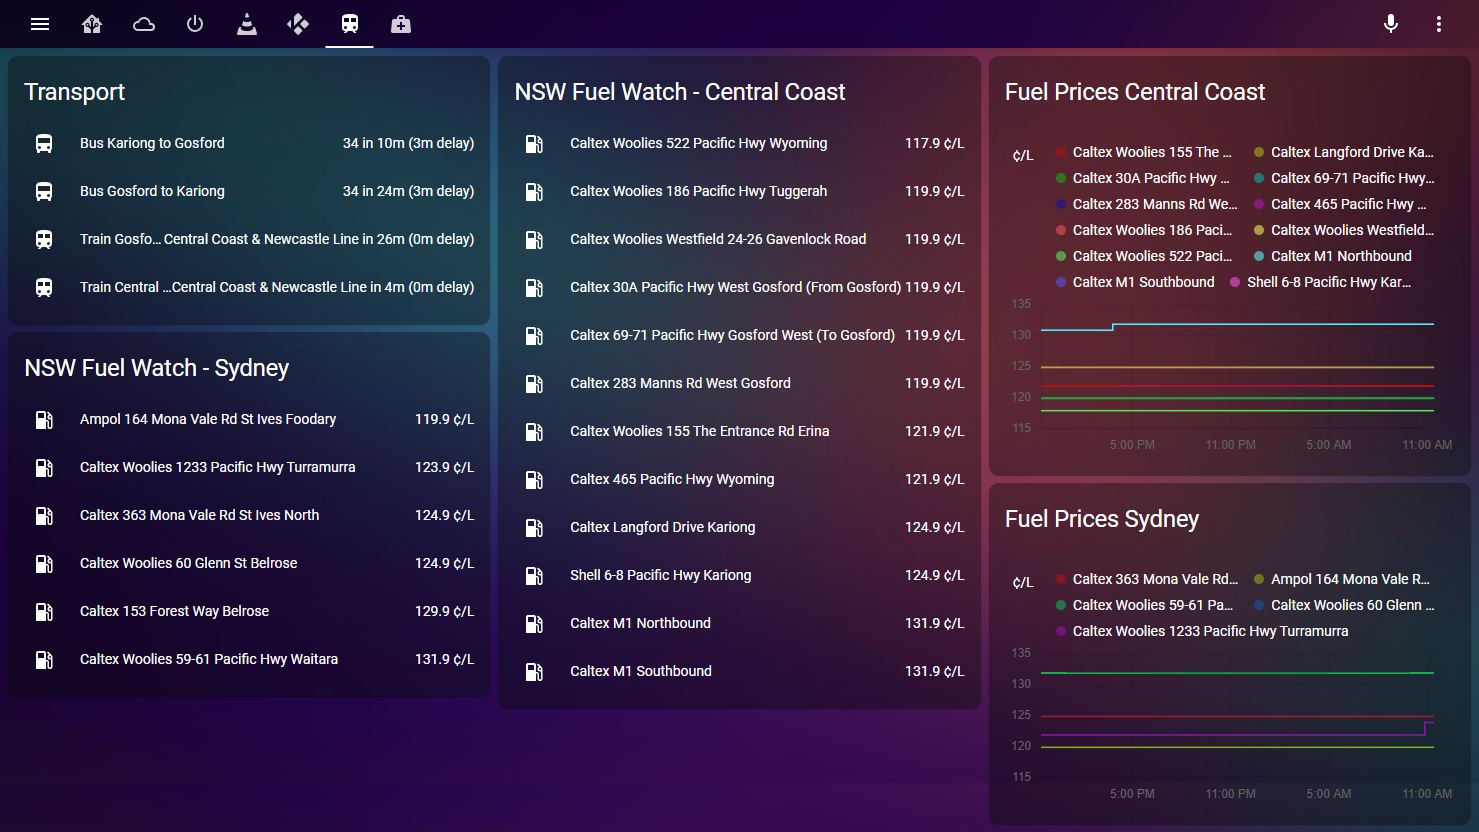 Transport
Bus Kariong to Gosford 34 in 10m (3m delay)
Bus Gosford to Kariong 34 in 24m (3m delay)
Train Gosfo... Central Coast & Newcastle Line in 26m (0m delay)
Train Central ...Central Coast & Newcastle Line in 4m (0m delay)
NSW Fuel Watch - Sydney
Ampol 164 Mona Vale Rd St Ives Foodary 119.9 ¢/L
Caltex Woolies 1233 Pacific Hwy Turramurra 123.9 ¢/L
Caltex 363 Mona Vale Rd St Ives North 124.9 ¢/L
Caltex Woolies 60 Glenn St Belrose 124.9 ¢/L
Caltex 153 Forest Way Belrose 129.9 ¢/L
Caltex Woolies 59-61 Pacific Hwy Waitara 131.9 ¢/L
NSW Fuel Watch - Central Coast
Caltex Woolies 522 Pacific Hwy Wyoming 117.9 ¢/L
Caltex Woolies 186 Pacific Hwy Tuggerah 119.9 ¢/L
Caltex Woolies Westfield 24-26 Gavenlock Road 119.9 ¢/L
Caltex 30A Pacific Hwy West Gosford (From Gosford) 119.9 ¢/L
Caltex 69-71 Pacific Hwy Gosford West (To Gosford) 119.9 ¢/L
Caltex 283 Manns Rd West Gosford 119.9 ¢/L
Caltex Woolies 155 The Entrance Rd Erina 121.9 ¢/L
Caltex 465 Pacific Hwy Wyoming 121.9 ¢/L
Caltex Langford Drive Kariong 124.9 ¢/L
Shell 6-8 Pacific Hwy Kariong 124.9 ¢/L
Caltex M1 Northbound 131.9 ¢/L
Caltex M1 Southbound 131.9 ¢/L
Fuel Prices Central Coast
¢/L
Caltex Woolies 155 The ... Caltex Langford Drive Ka...
Caltex 30A Pacific Hwy ... Caltex 69-71 Pacific Hwy...
Caltex 283 Manns Rd We... Caltex 465 Pacific Hwy ...
Caltex Woolies 186 Paci... Caltex Woolies Westfield...
Caltex Woolies 522 Paci... Caltex M1 Northbound
Caltex M1 Southbound Shell 6-8 Pacific Hwy Kar...
135
130
125
120
115
5:00 PM 11:00 PM 5:00 AM 11:00 AM
Fuel Prices Sydney
¢/L
Caltex 363 Mona Vale Rd... Ampol 164 Mona Vale R...
Caltex Woolies 59-61 Pa... Caltex Woolies 60 Glenn ...
Caltex Woolies 1233 Pacific Hwy Turramurra
135
130
125
120
115
5:00 PM 11:00 PM 5:00 AM 11:00 AM